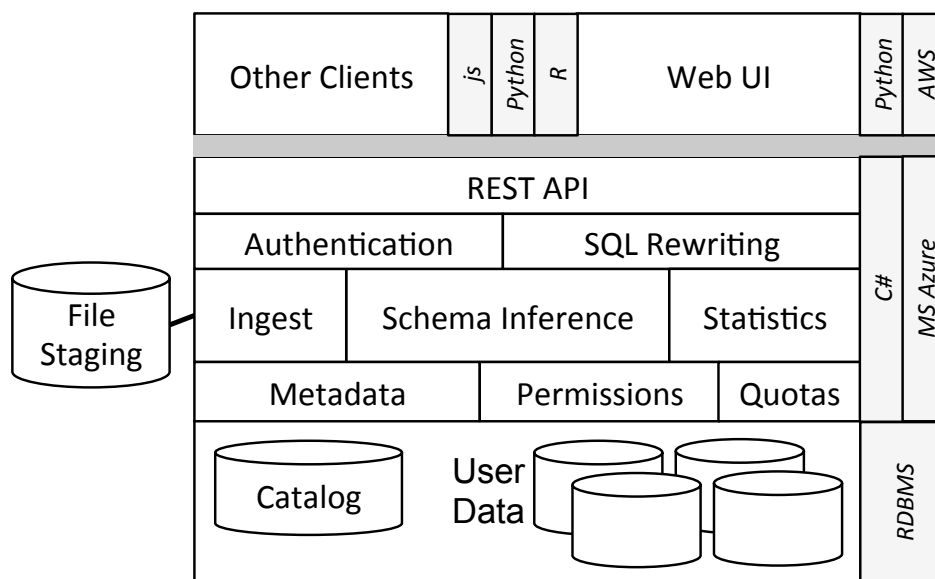 Other Clients
js
Python
R
Web UI
Python
AWS
REST API
Authentication
SQL Rewriting
C#
MS Azure
File
Staging
Ingest
Schema Inference
Statistics
Metadata
Permissions
Quotas
Catalog
User
Data
RDBMS